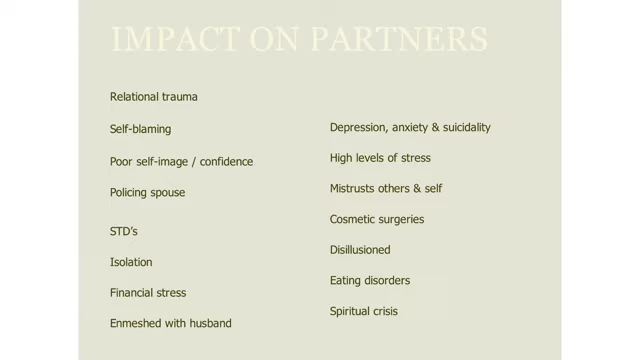 IMPACT ON PARTNERS
Relational trauma
Self-blaming
Poor self-image / confidence
Policing spouse
STD's
Isolation
Financial stress
Enmeshed with husband
Depression, anxiety & suicidality
High levels of stress
Mistrusts others & self
Cosmetic surgeries
Disillusioned
Eating disorders
Spiritual crisis